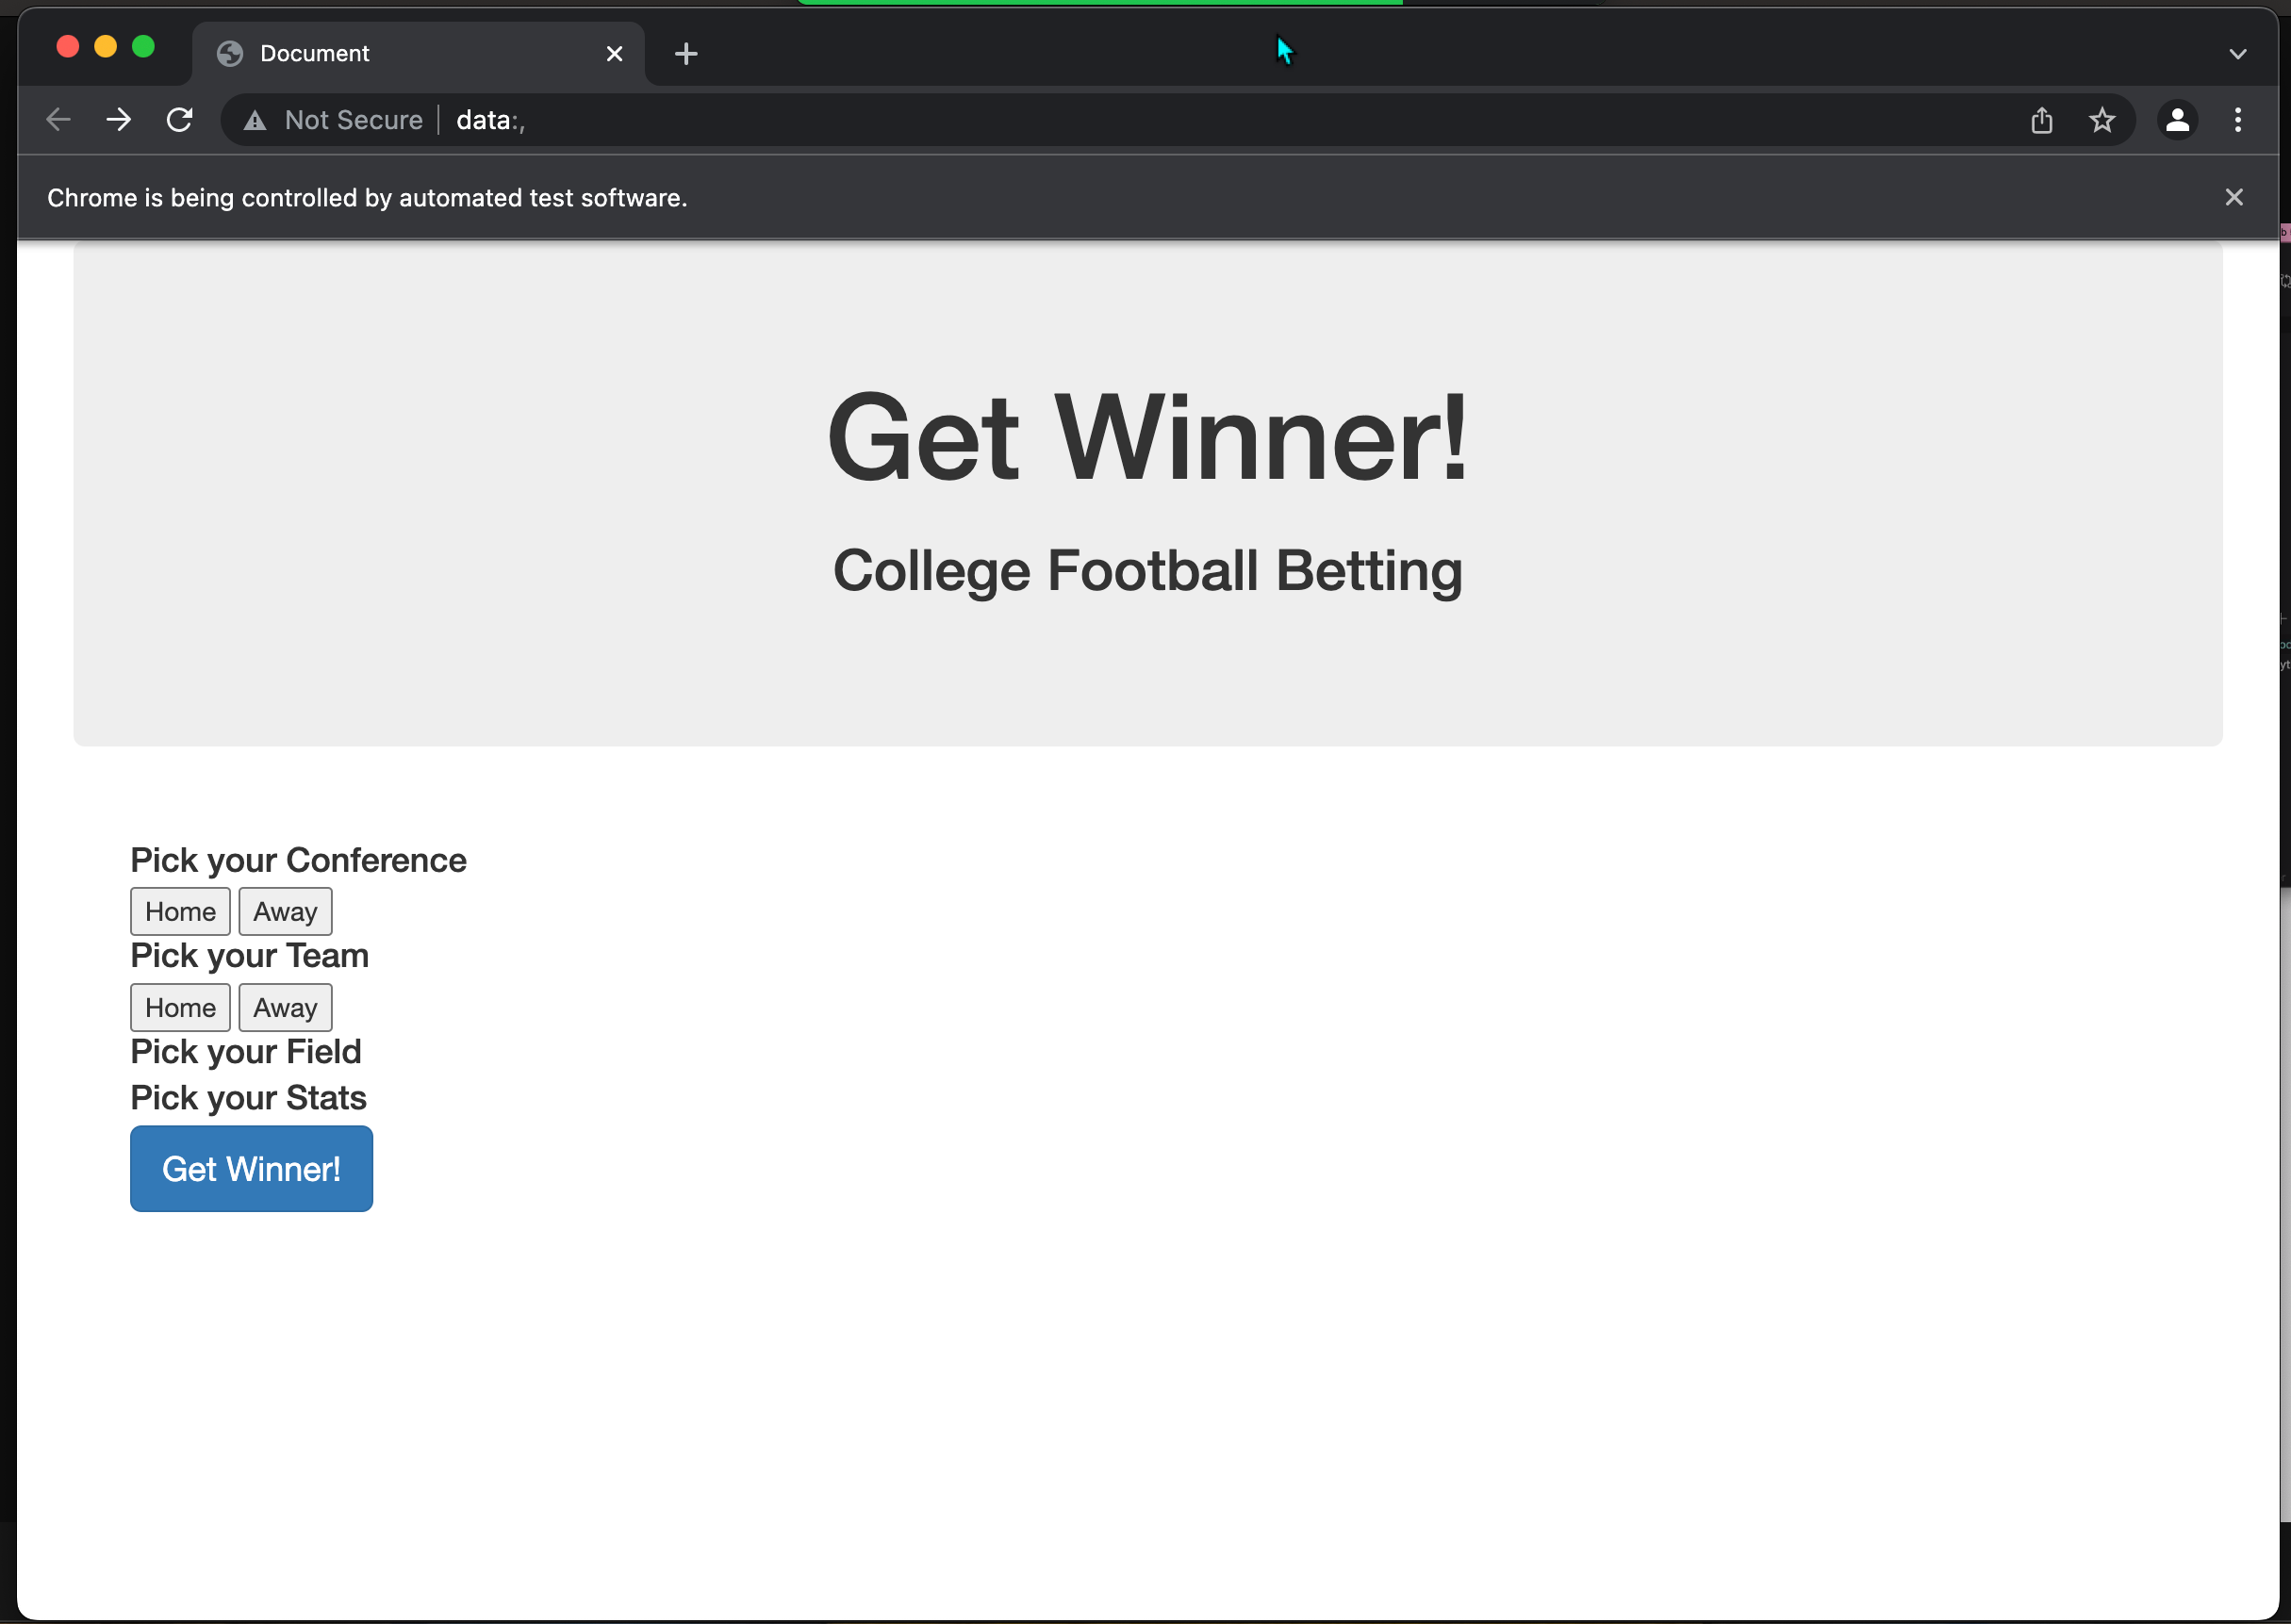 Document
Not Secure data:,
Chrome is being controlled by automated test software.
Get Winner!
College Football Betting
Pick your Conference
Home Away
Pick your Team
Home Away
Pick your Field
Pick your Stats
Get Winner!